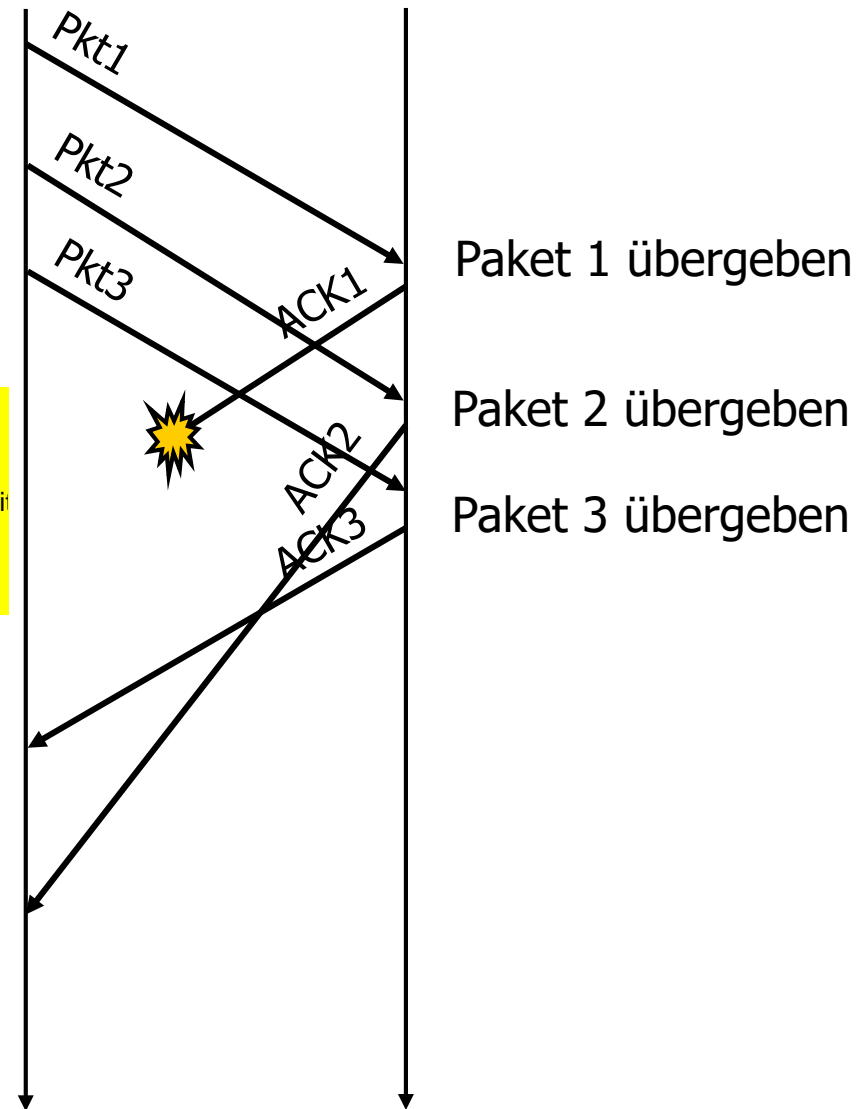 Pkt1
Pkt2
Pkt3
ACK1
Paket 1 übergeben
ACK2
Paket 2 übergeben
ACK3
Paket 3 übergeben